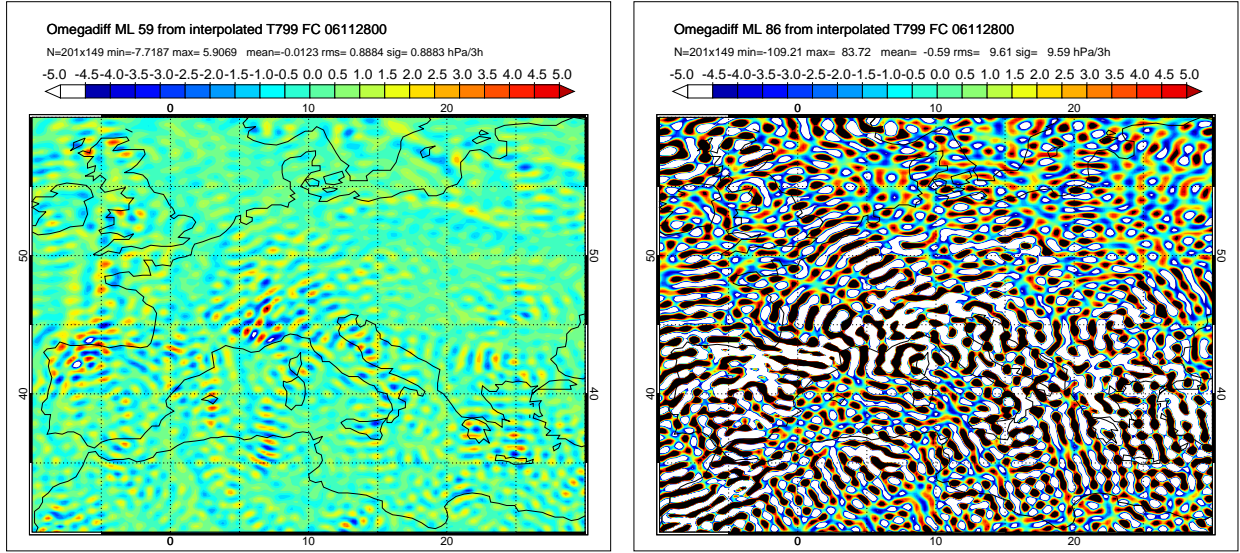 Omegadiff ML 59 from interpolated T799 FC 06112800
N=201x149 min=-7.7187 max= 5.9069 mean=-0.0123 rms= 0.8884 sig= 0.8883 hPa/3h
-5.0 -4.5-4.0-3.5-3.0-2.5-2.0-1.5-1.0-0.5 0.0 0.5 1.0 1.5 2.0 2.5 3.0 3.5 4.0 4.5 5.0
0 10 20
50
40
0 10 20
Omegadiff ML 86 from interpolated T799 FC 06112800
N=201x149 min=-109.21 max= 83.72 mean= -0.59 rms= 9.61 sig= 9.59 hPa/3h
-5.0 -4.5-4.0-3.5-3.0-2.5-2.0-1.5-1.0-0.5 0.0 0.5 1.0 1.5 2.0 2.5 3.0 3.5 4.0 4.5 5.0
0 10 20
50 50
40 40
0 10 20